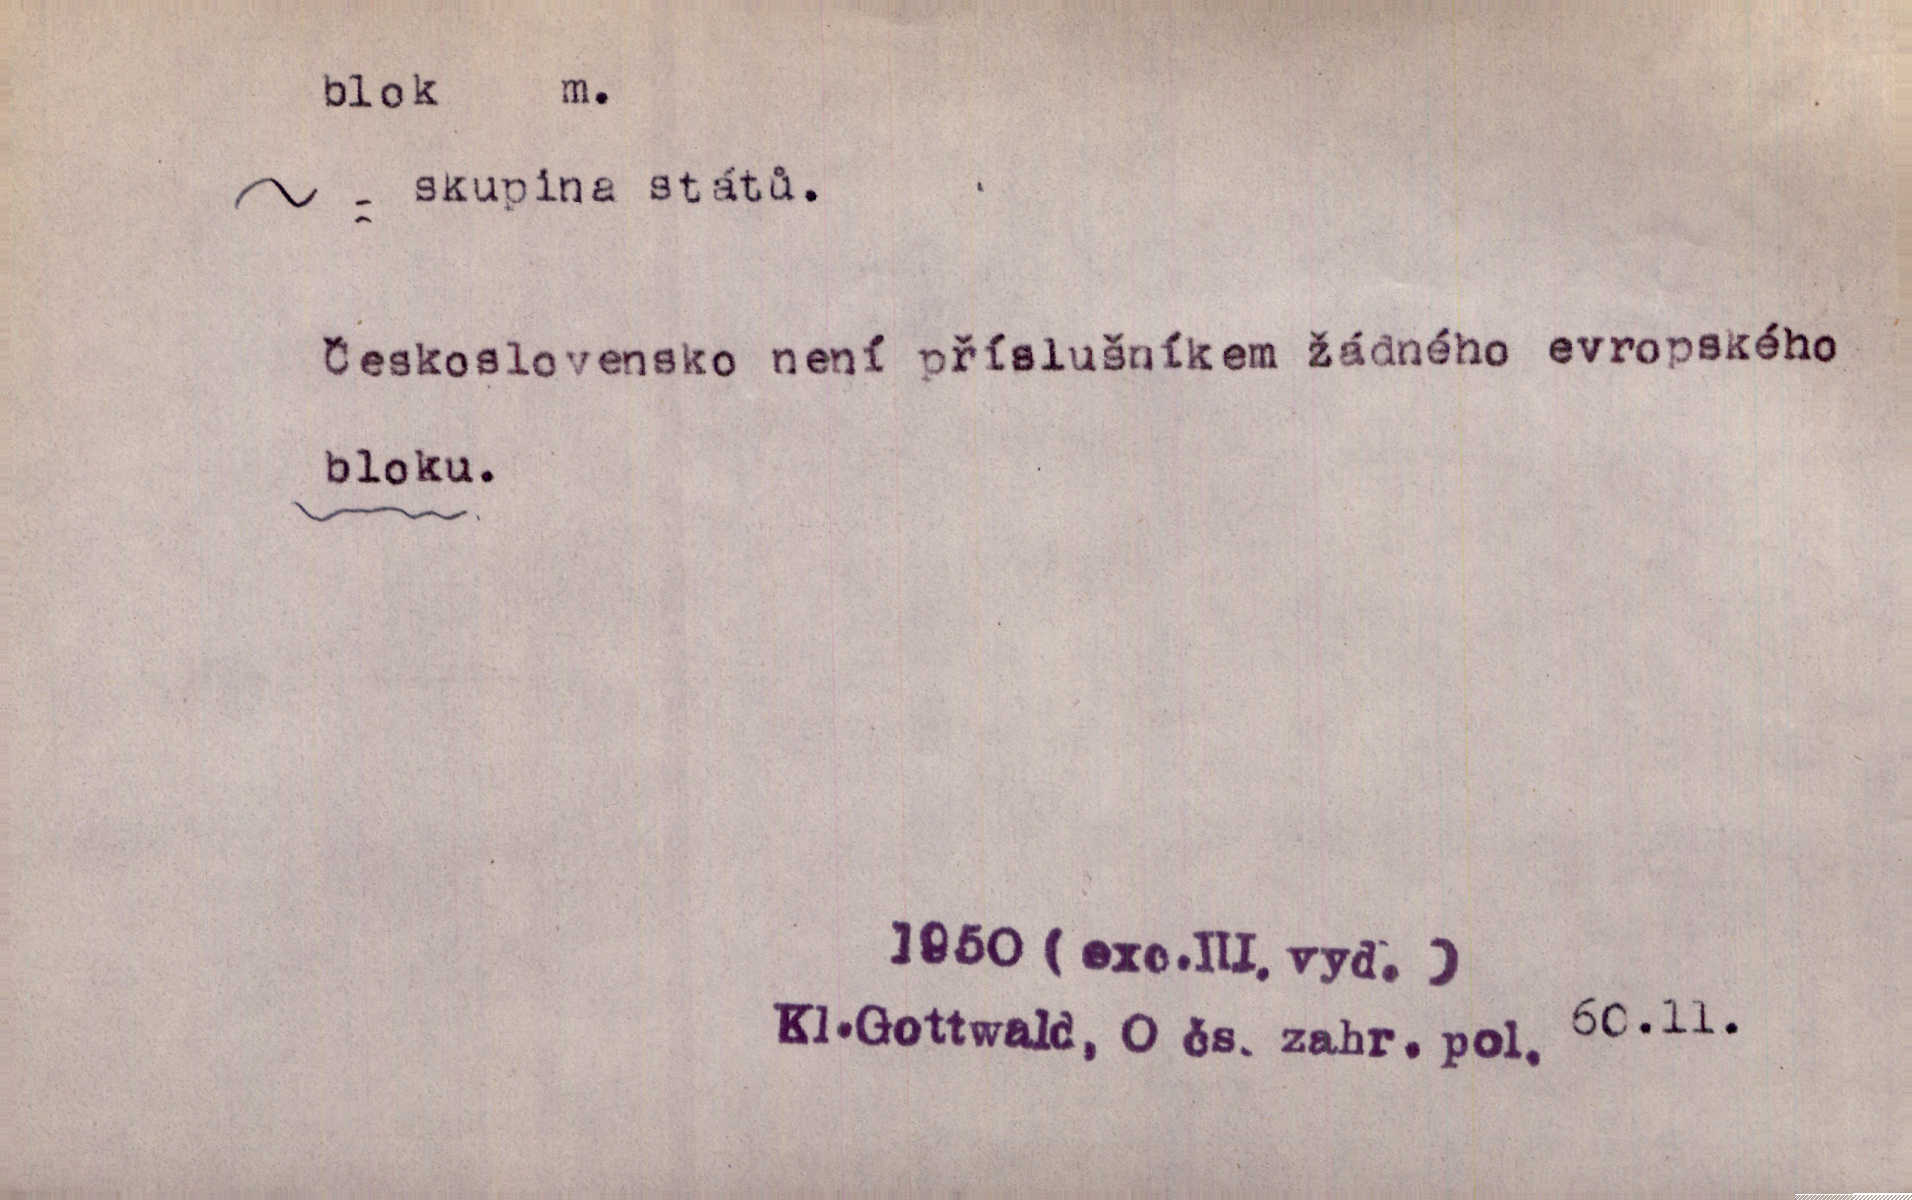 blok m.
~ = skupina států.
Československo není příslušníkem žádného evropského
bloku.
1950 ( exc.III. vyd. )
Kl.Gottwald, O čs. zahr. pol. 60.11.